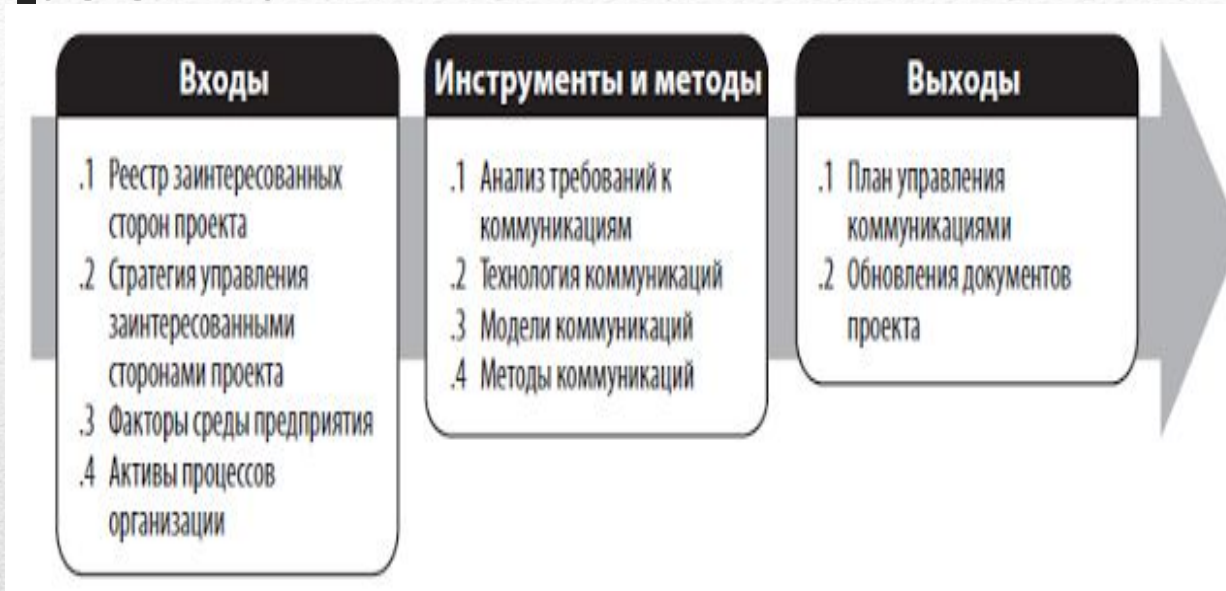 Входы
.1 Реестр заинтересованных
сторон проекта
.2 Стратегия управления
заинтересованными
сторонами проекта
.3 Факторы среды предприятия
.4 Активы процессов
организации
Инструменты и методы
.1 Анализ требований к
коммуникациям
.2 Технология коммуникаций
.3 Модели коммуникаций
.4 Методы коммуникаций
Выходы
.1 План управления
коммуникациями
.2 Обновления документов
проекта